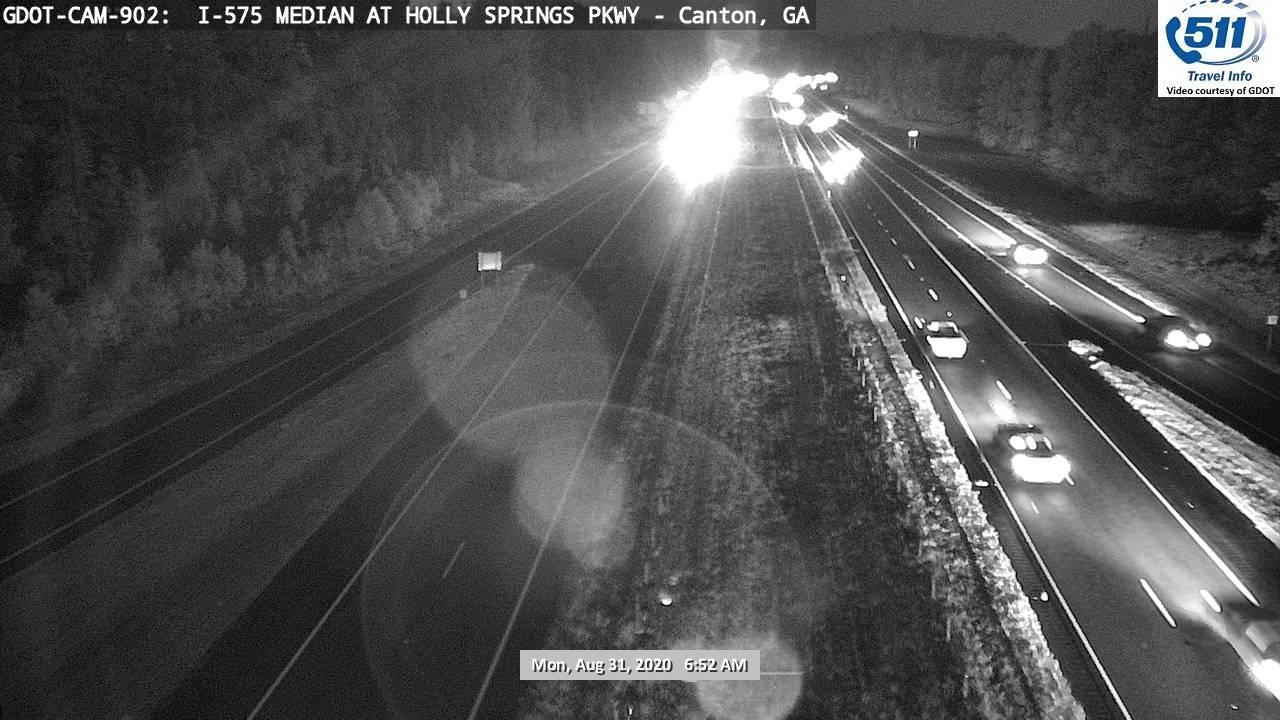 GDOT-CAM-902: I-575 MEDIAN AT HOLLY SPRINGS PKWY - Canton, GA
511
Travel Info
Video courtesy of GDOT
Mon, Aug 31, 2020 6:52 AM